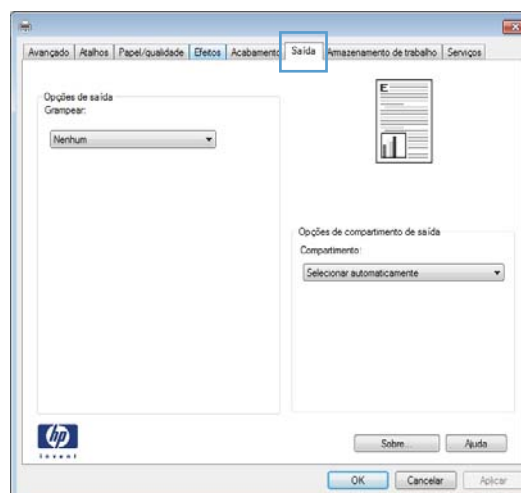 Avançado Atalhos Papel/qualidade Efeitos Acabamento Saída Armazenamento de trabalho Serviços
Opções de saída
Grampear:
Nenhum
E
Opções de compartimento de saída
Compartimento:
Selecionar automaticamente
hp
invent
Sobre... Ajuda
OK Cancelar Aplicar